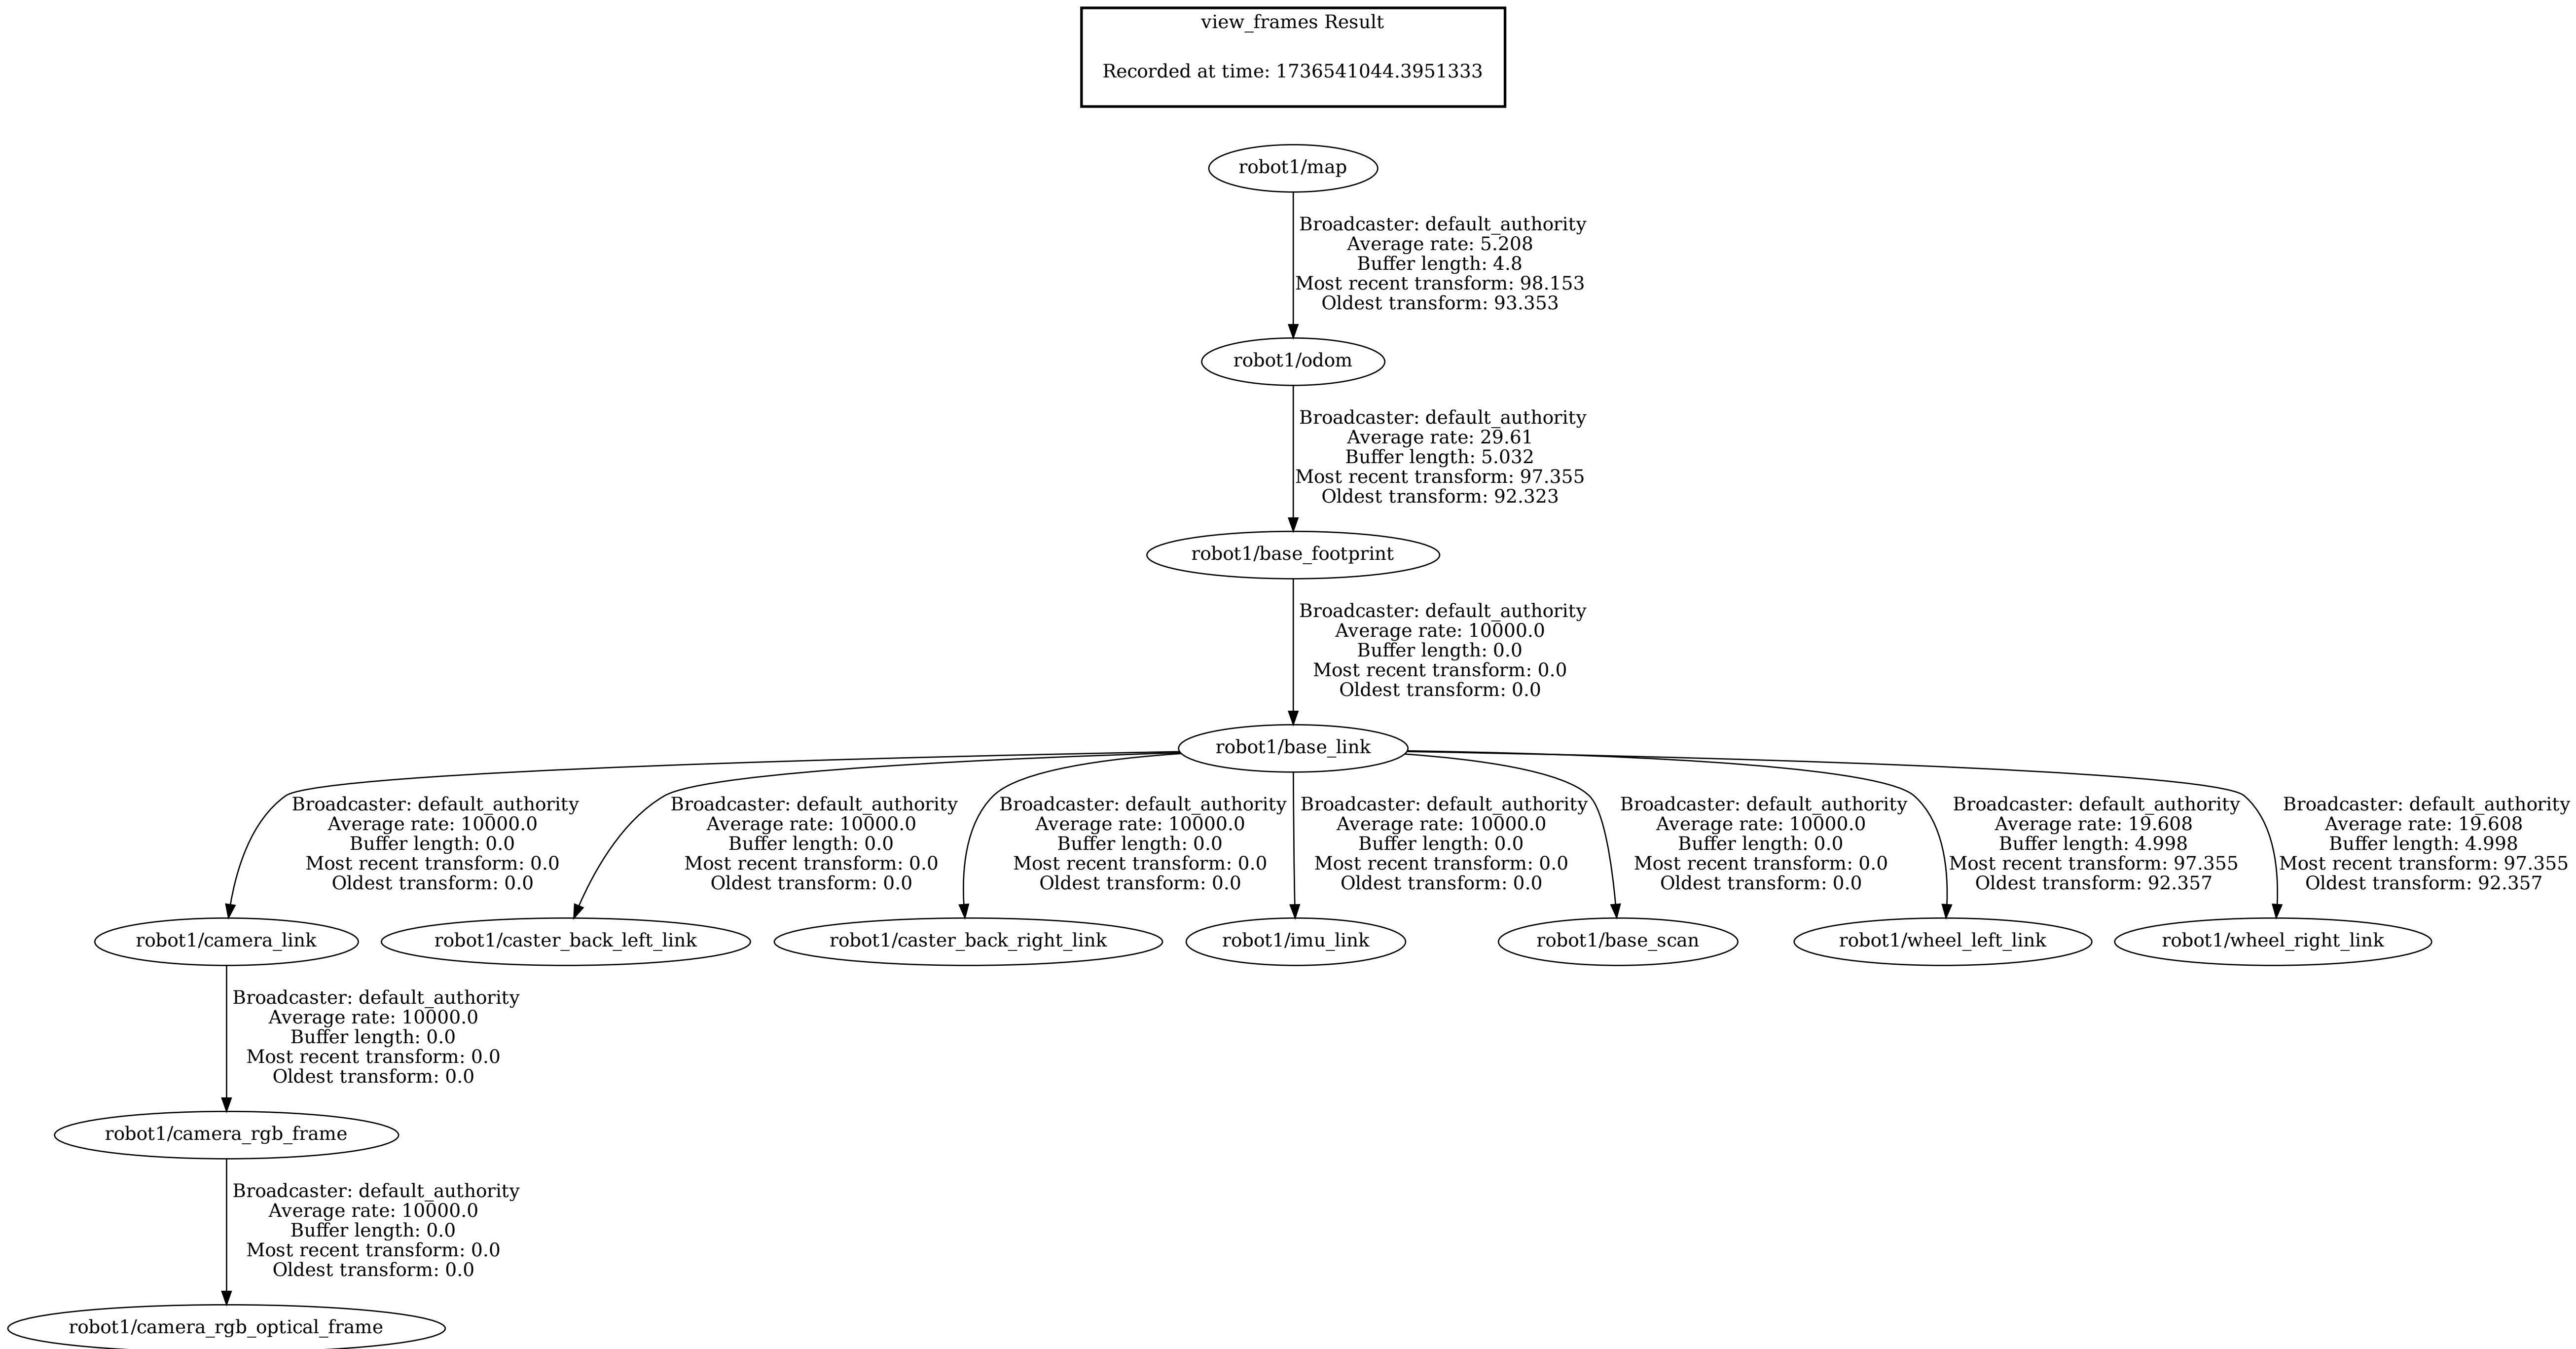 view_frames Result
Recorded at time: 1736541044.3951333
robot1/map
Broadcaster: default_authority
Average rate: 5.208
Buffer length: 4.8
Most recent transform: 98.153
Oldest transform: 93.353
robot1/odom
Broadcaster: default_authority
Average rate: 29.61
Buffer length: 5.032
Most recent transform: 97.355
Oldest transform: 92.323
robot1/base_footprint
Broadcaster: default_authority
Average rate: 10000.0
Buffer length: 0.0
Most recent transform: 0.0
Oldest transform: 0.0
robot1/base_link
Broadcaster: default_authority
Average rate: 10000.0
Buffer length: 0.0
Most recent transform: 0.0
Oldest transform: 0.0
Broadcaster: default_authority
Average rate: 10000.0
Buffer length: 0.0
Most recent transform: 0.0
Oldest transform: 0.0
Broadcaster: default_authority
Average rate: 10000.0
Buffer length: 0.0
Most recent transform: 0.0
Oldest transform: 0.0
Broadcaster: default_authority
Average rate: 10000.0
Buffer length: 0.0
Most recent transform: 0.0
Oldest transform: 0.0
Broadcaster: default_authority
Average rate: 10000.0
Buffer length: 0.0
Most recent transform: 0.0
Oldest transform: 0.0
Broadcaster: default_authority
Average rate: 19.608
Buffer length: 4.998
Most recent transform: 97.355
Oldest transform: 92.357
Broadcaster: default_authority
Average rate: 19.608
Buffer length: 4.998
Most recent transform: 97.355
Oldest transform: 92.357
robot1/camera_link
robot1/caster_back_left_link
robot1/caster_back_right_link
robot1/imu_link
robot1/base_scan
robot1/wheel_left_link
robot1/wheel_right_link
Broadcaster: default_authority
Average rate: 10000.0
Buffer length: 0.0
Most recent transform: 0.0
Oldest transform: 0.0
robot1/camera_rgb_frame
Broadcaster: default_authority
Average rate: 10000.0
Buffer length: 0.0
Most recent transform: 0.0
Oldest transform: 0.0
robot1/camera_rgb_optical_frame